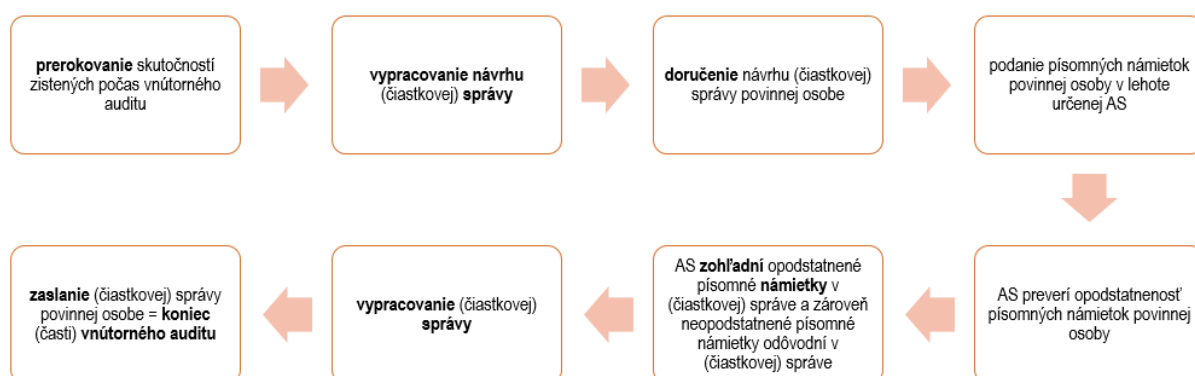 prerokovanie skutočností
zistených počas vnútorného
auditu
vypracovanie návrhu
(čiastkovej) správy
doručenie návrhu (čiastkovej)
správy povinnej osobe
podanie písomných námietok
povinnej osoby v lehote
určenej AS
AS preverí opodstatnenosť
písomných námietok povinnej
osoby
AS zohľadní opodstatnené
písomné námietky v
(čiastkovej) správe a zároveň
neopodstatnené písomné
námietky odôvodní v
(čiastkovej) správe
vypracovanie (čiastkovej)
správy
zaslanie (čiastkovej) správy
povinnej osobe = koniec
(časti) vnútorného auditu